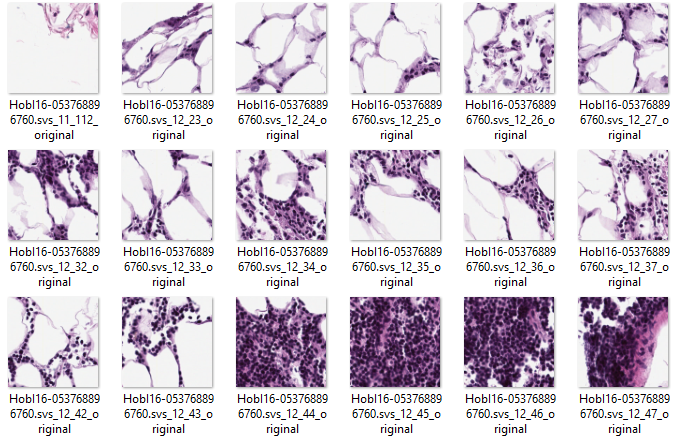 Hobl16-05376889
6760.svs_11_112_
original
Hobl16-05376889
6760.svs_12_23_o
riginal
Hobl16-05376889
6760.svs_12_24_o
riginal
Hobl16-05376889
6760.svs_12_25_o
riginal
Hobl16-05376889
6760.svs_12_26_o
riginal
Hobl16-05376889
6760.svs_12_27_o
riginal
Hobl16-05376889
6760.svs_12_32_o
riginal
Hobl16-05376889
6760.svs_12_33_o
riginal
Hobl16-05376889
6760.svs_12_34_o
riginal
Hobl16-05376889
6760.svs_12_35_o
riginal
Hobl16-05376889
6760.svs_12_36_o
riginal
Hobl16-05376889
6760.svs_12_37_o
riginal
Hobl16-05376889
6760.svs_12_42_o
riginal
Hobl16-05376889
6760.svs_12_43_o
riginal
Hobl16-05376889
6760.svs_12_44_o
riginal
Hobl16-05376889
6760.svs_12_45_o
riginal
Hobl16-05376889
6760.svs_12_46_o
riginal
Hobl16-05376889
6760.svs_12_47_o
riginal